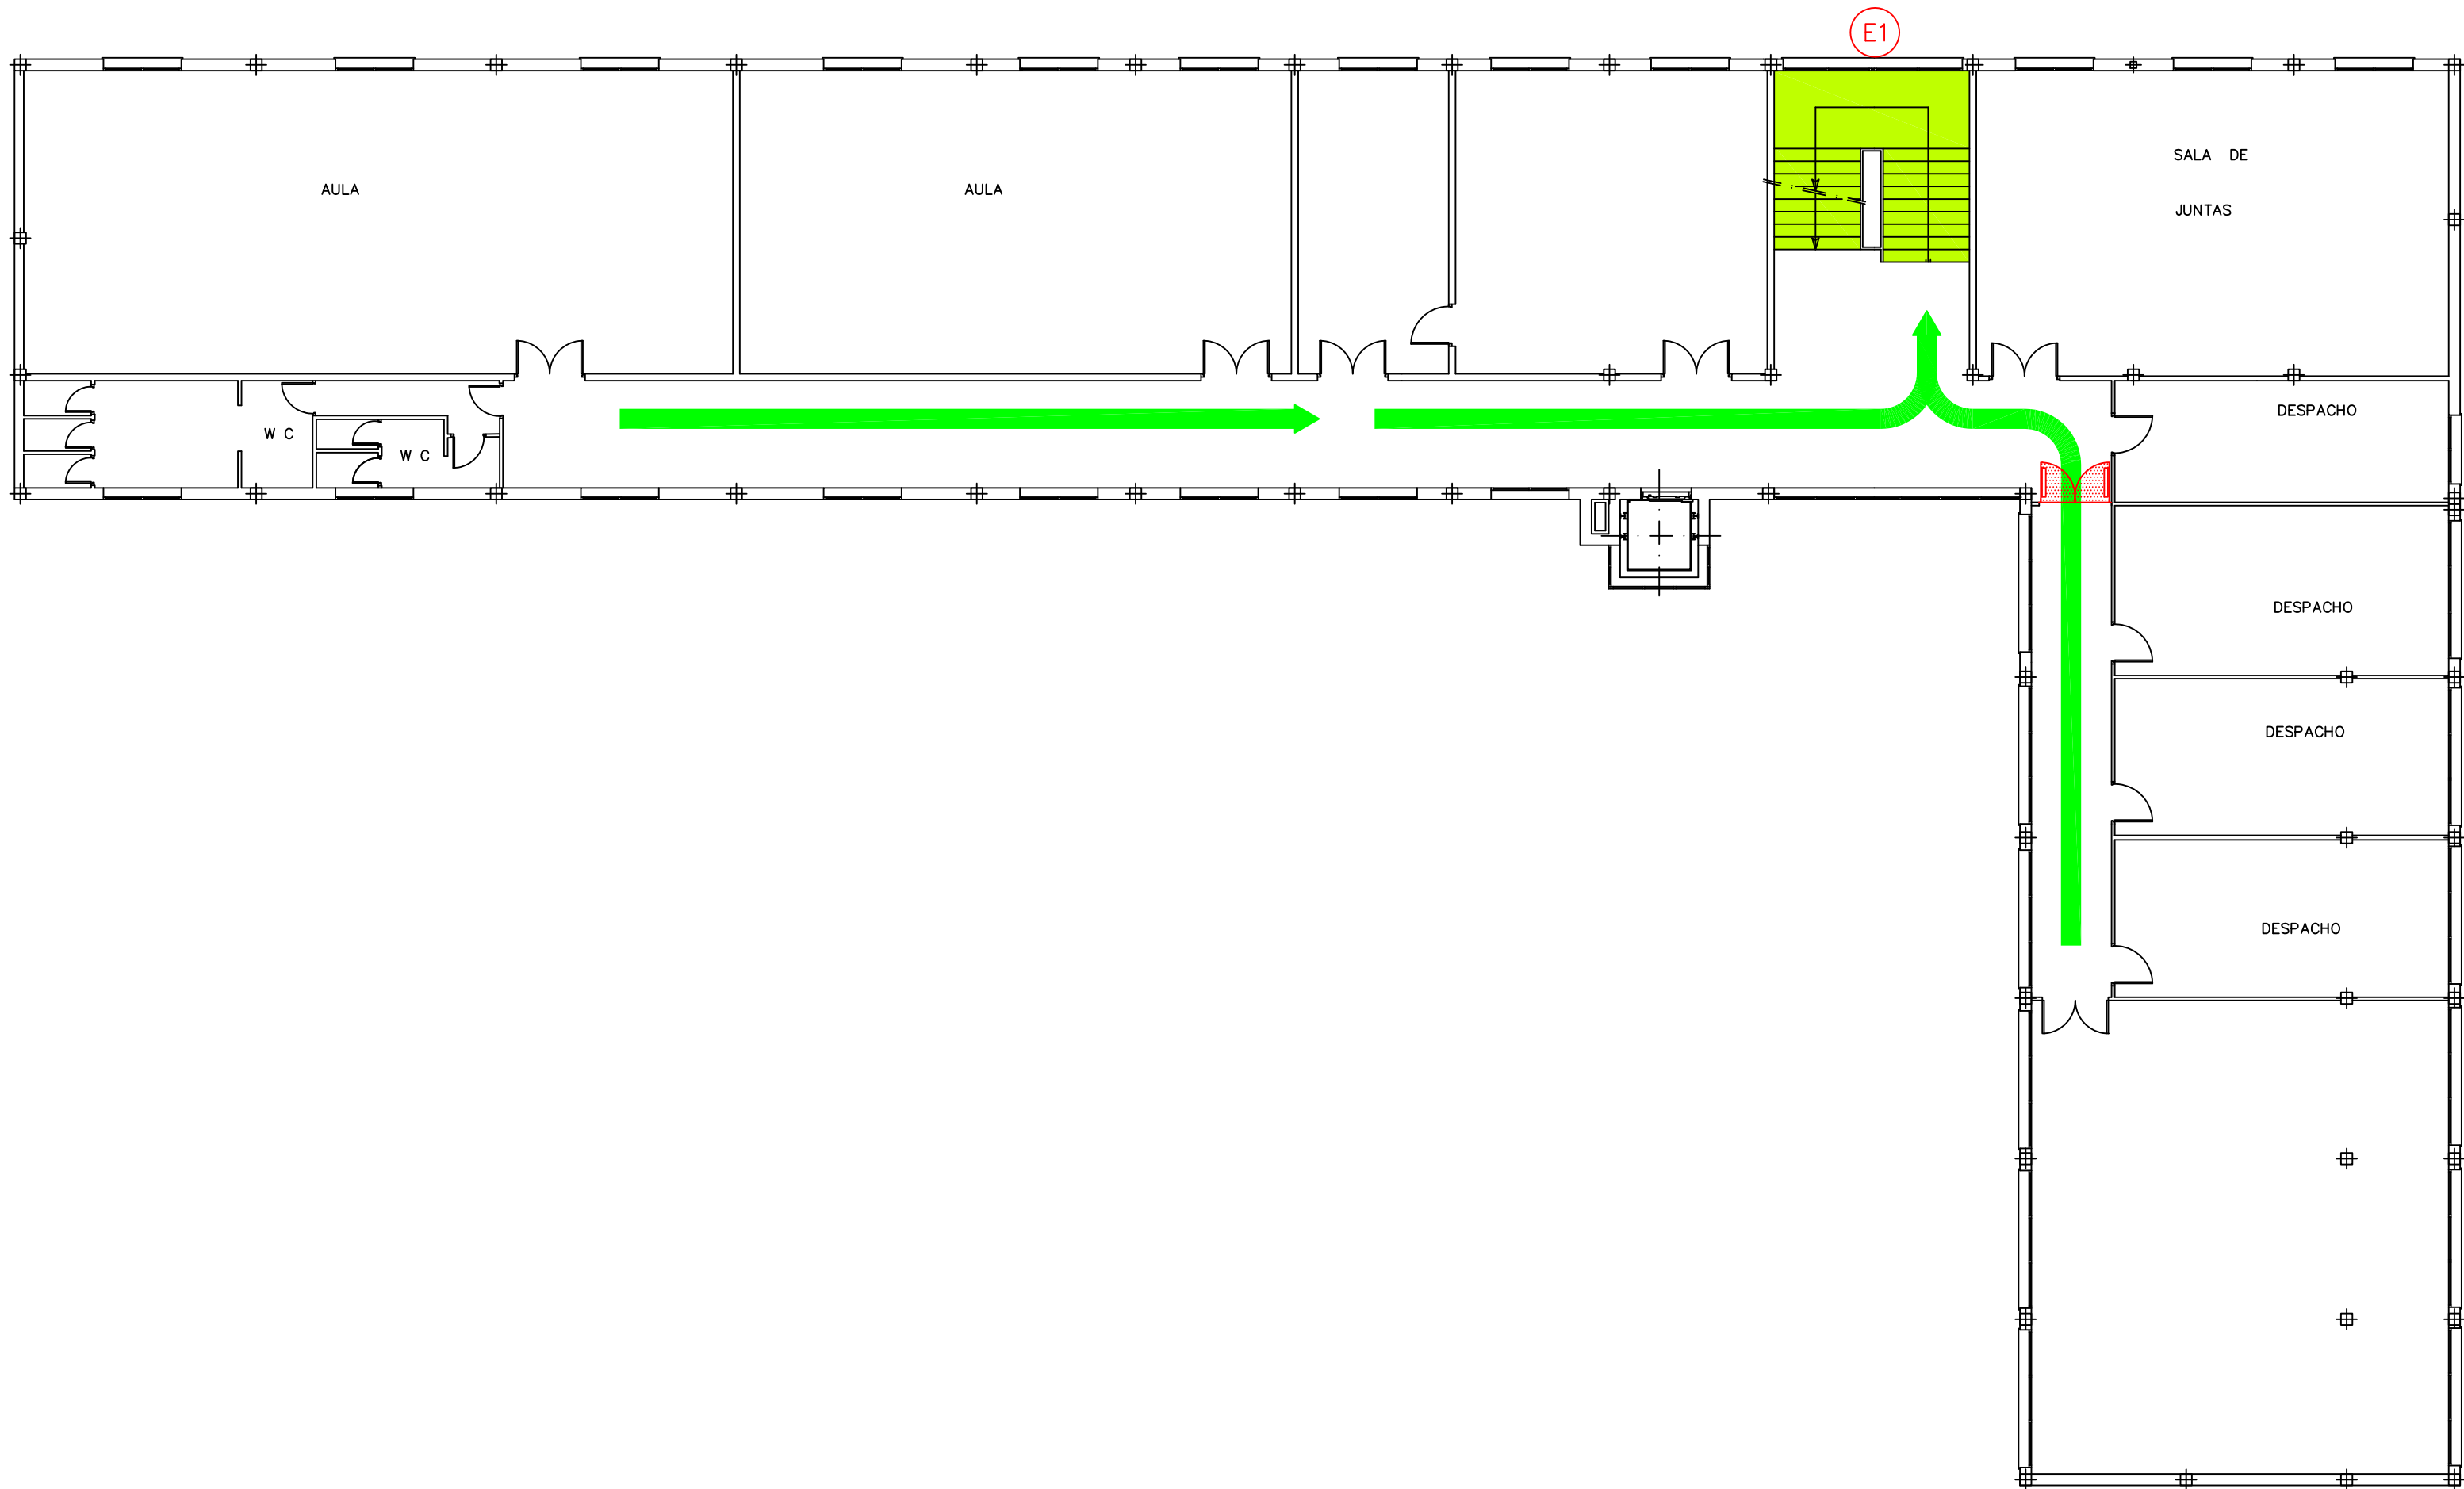 E1
SALA DE
AULA
AULA
JUNTAS
DESPACHO
W C
W C
DESPACHO
DESPACHO
DESPACHO